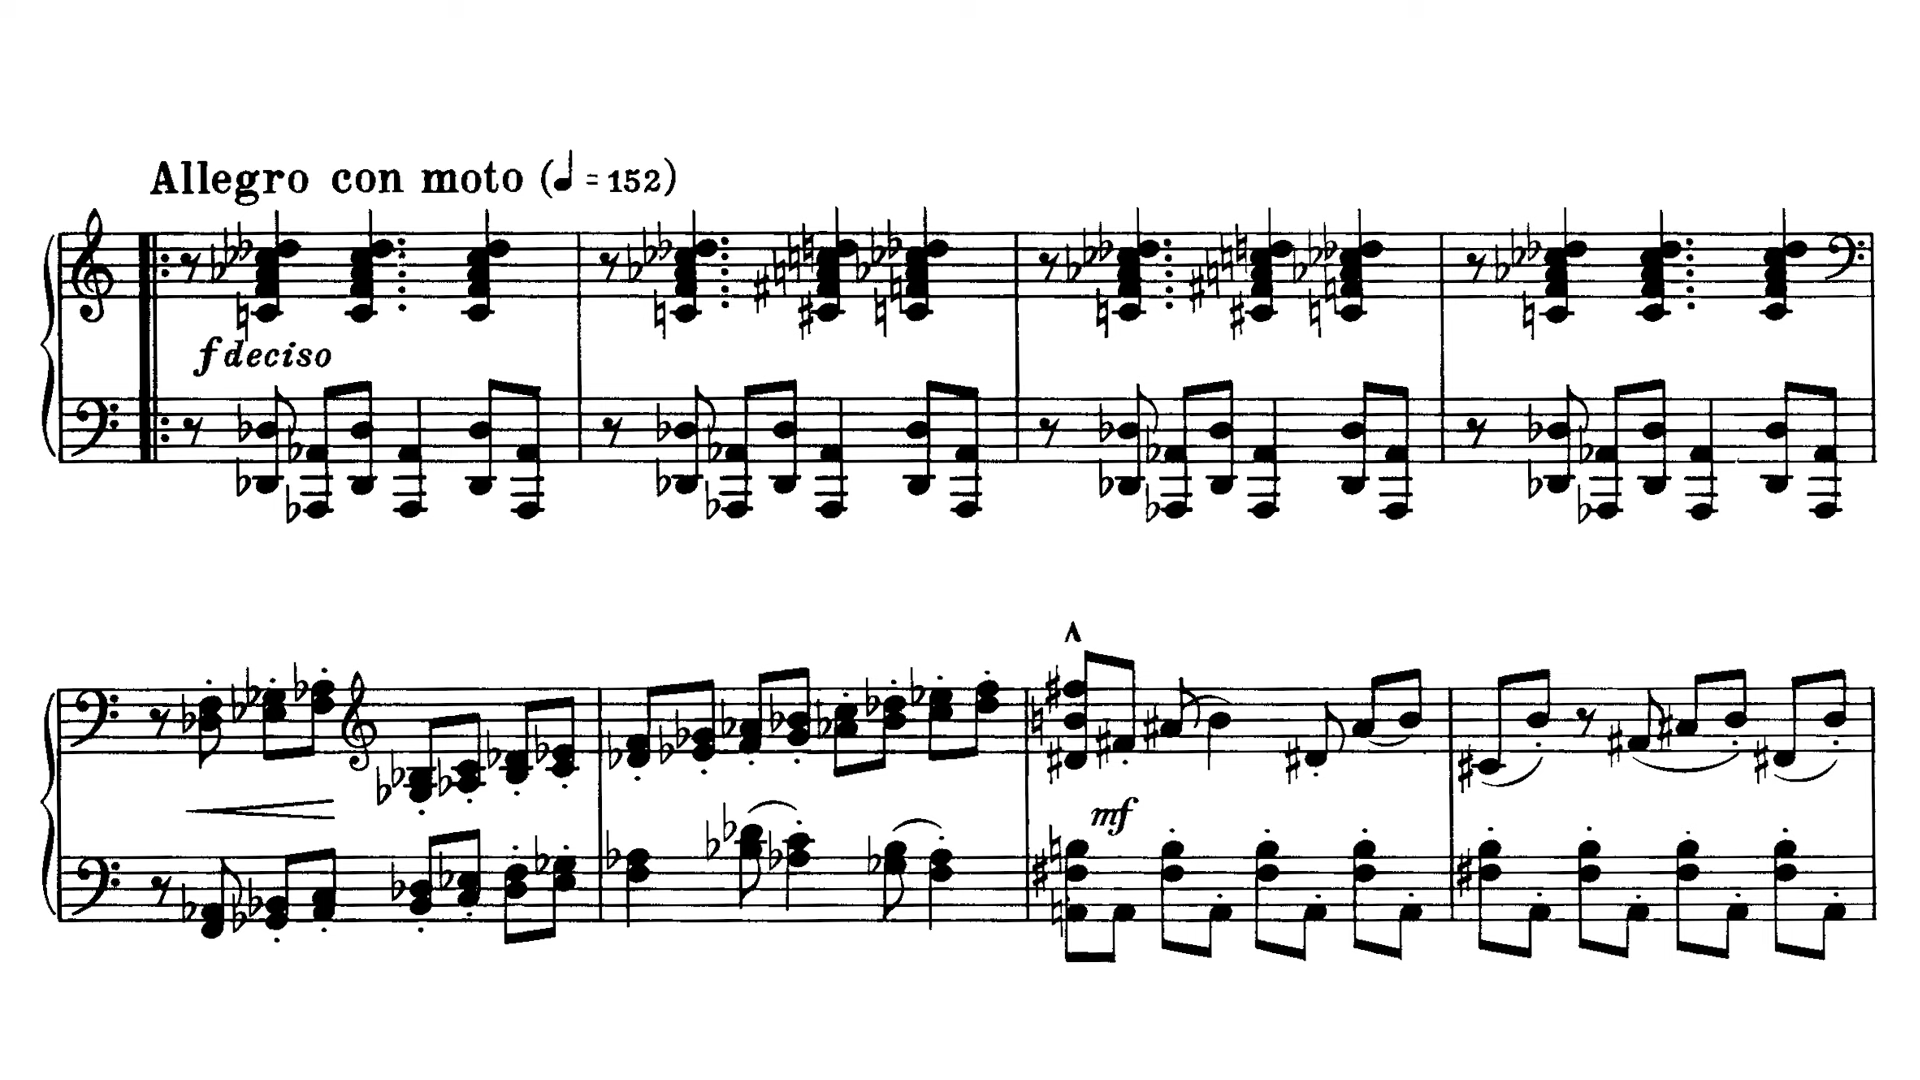 Allegro con moto (♩ = 152)
f deciso
mf